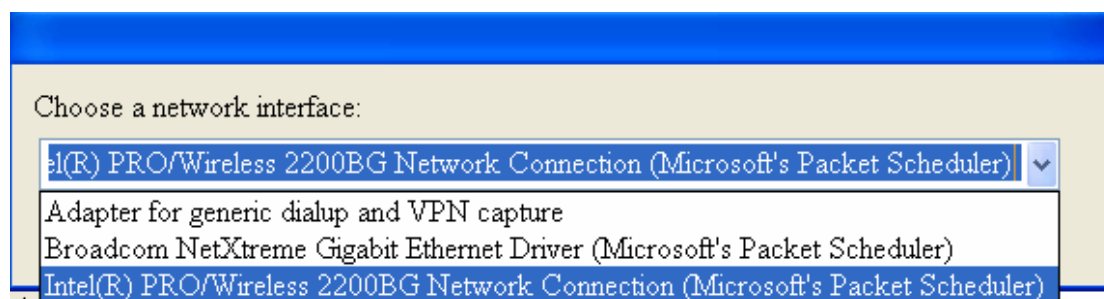 Choose a network interface:
el(R) PRO/Wireless 2200BG Network Connection (Microsoft's Packet Scheduler)
Adapter for generic dialup and VPN capture
Broadcom NetXtreme Gigabit Ethernet Driver (Microsoft's Packet Scheduler)
Intel(R) PRO/Wireless 2200BG Network Connection (Microsoft's Packet Scheduler)